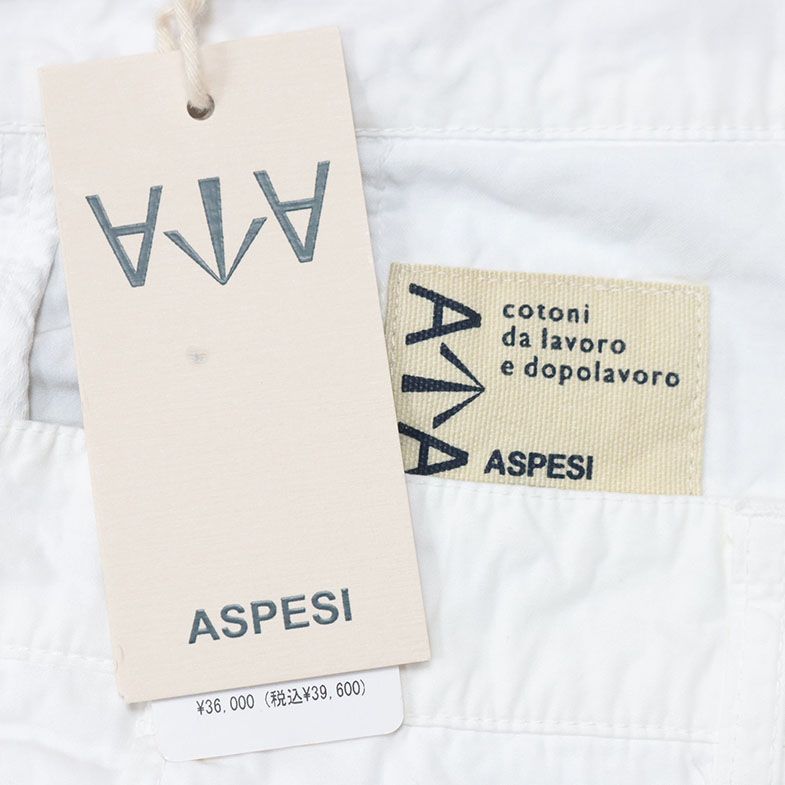 ASPESI
¥36,000 (税込¥39,600)
cotoni
da lavoro
e dopolavoro
ASPESI